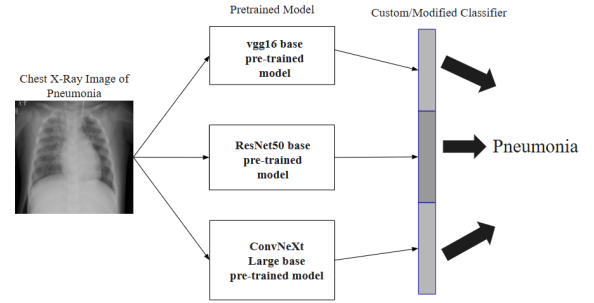 Pretrained Model
Custom/Modified Classifier
Chest X-Ray Image of
Pneumonia
vgg16 base
pre-trained
model
ResNet50 base
pre-trained
model
ConvNeXt
Large base
pre-trained model
Pneumonia